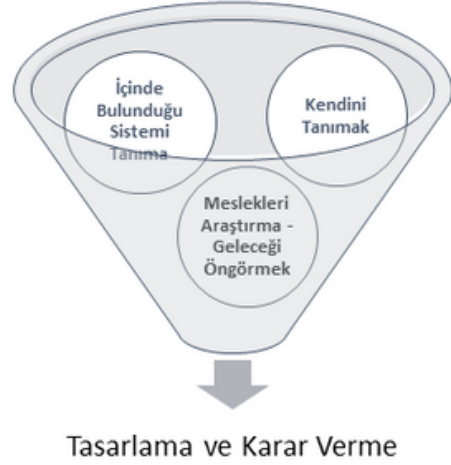 İçinde
Bulunduğu
Sistemi
Tanıma
Kendini
Tanımak
Meslekleri
Araştırma -
Geleceği
Öngörmek
Tasarlama ve Karar Verme